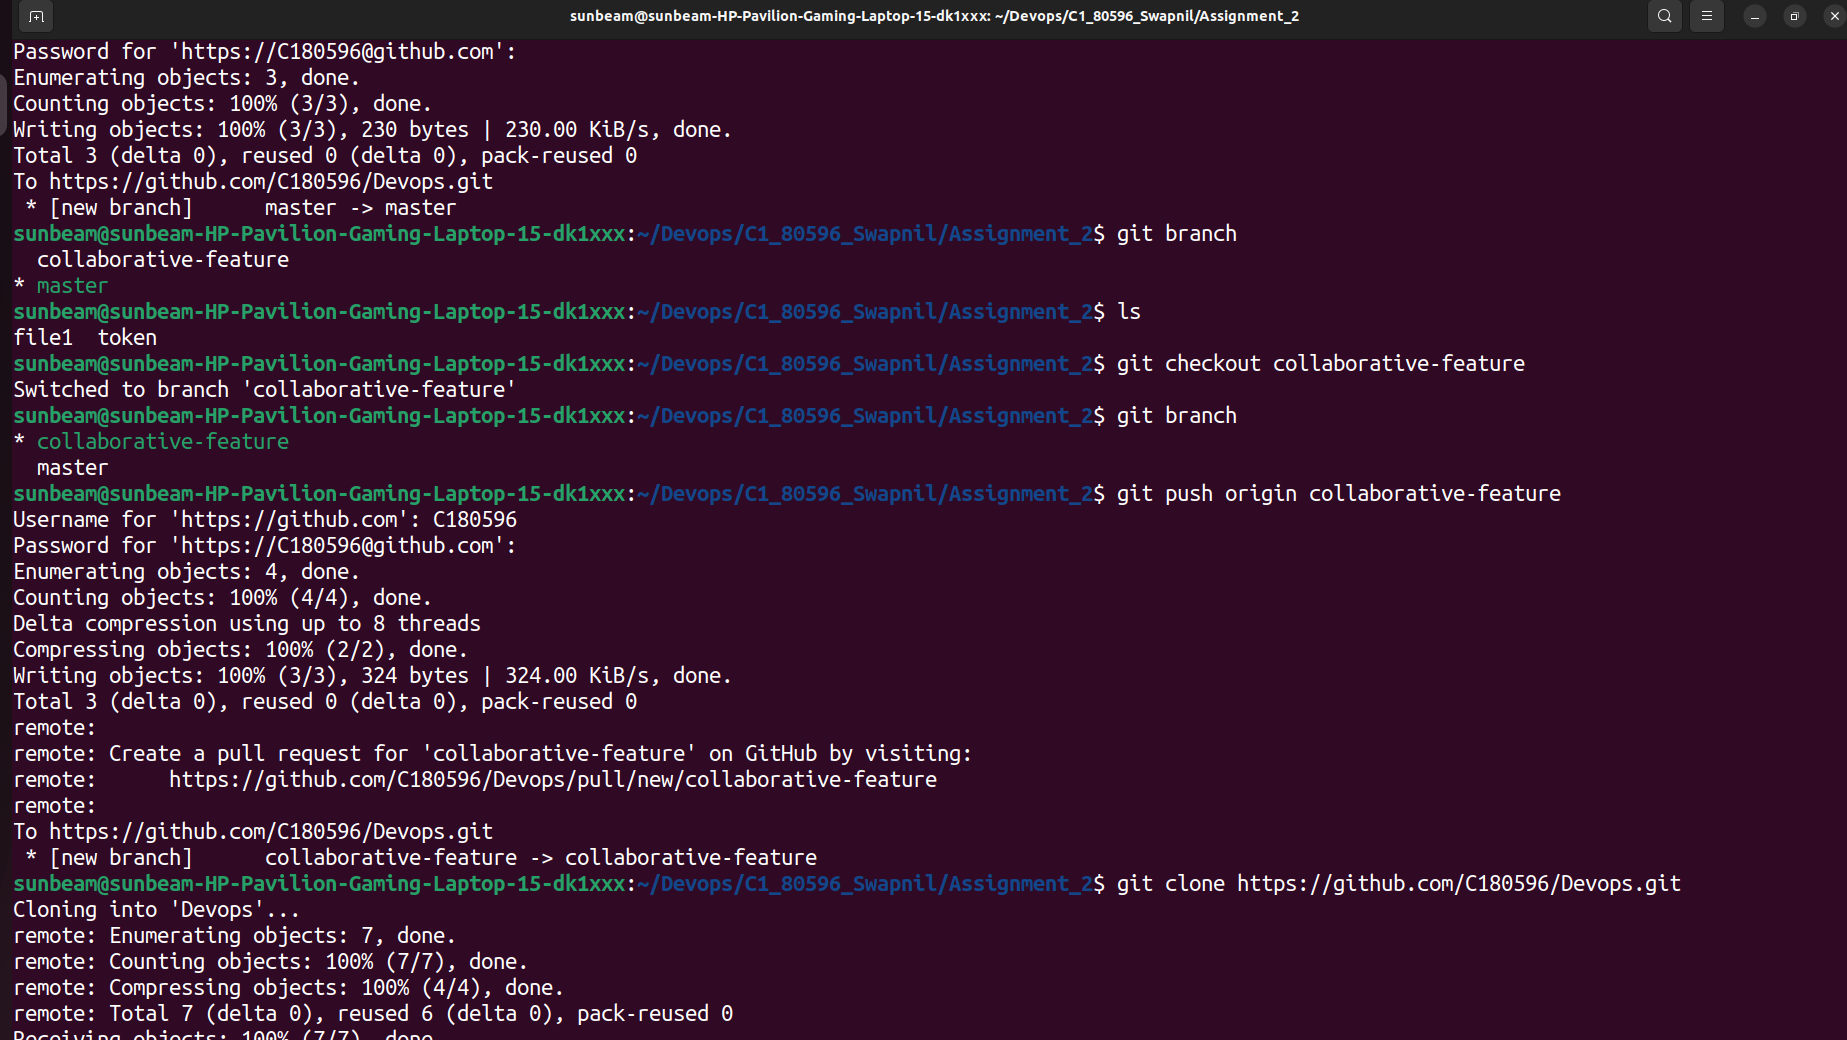 sunbeam@sunbeam-HP-Pavilion-Gaming-Laptop-15-dk1xxx: ~/Devops/C1_80596_Swapnil/Assignment_2
Password for 'https://C180596@github.com':
Enumerating objects: 3, done.
Counting objects: 100% (3/3), done.
Writing objects: 100% (3/3), 230 bytes | 230.00 KiB/s, done.
Total 3 (delta 0), reused 0 (delta 0), pack-reused 0
To https://github.com/C180596/Devops.git
 * [new branch]      master -> master
sunbeam@sunbeam-HP-Pavilion-Gaming-Laptop-15-dk1xxx:~/Devops/C1_80596_Swapnil/Assignment_2$ git branch
  collaborative-feature
* master
sunbeam@sunbeam-HP-Pavilion-Gaming-Laptop-15-dk1xxx:~/Devops/C1_80596_Swapnil/Assignment_2$ ls
file1  token
sunbeam@sunbeam-HP-Pavilion-Gaming-Laptop-15-dk1xxx:~/Devops/C1_80596_Swapnil/Assignment_2$ git checkout collaborative-feature
Switched to branch 'collaborative-feature'
sunbeam@sunbeam-HP-Pavilion-Gaming-Laptop-15-dk1xxx:~/Devops/C1_80596_Swapnil/Assignment_2$ git branch
* collaborative-feature
  master
sunbeam@sunbeam-HP-Pavilion-Gaming-Laptop-15-dk1xxx:~/Devops/C1_80596_Swapnil/Assignment_2$ git push origin collaborative-feature
Username for 'https://github.com': C180596
Password for 'https://C180596@github.com':
Enumerating objects: 4, done.
Counting objects: 100% (4/4), done.
Delta compression using up to 8 threads
Compressing objects: 100% (2/2), done.
Writing objects: 100% (3/3), 324 bytes | 324.00 KiB/s, done.
Total 3 (delta 0), reused 0 (delta 0), pack-reused 0
remote:
remote: Create a pull request for 'collaborative-feature' on GitHub by visiting:
remote:      https://github.com/C180596/Devops/pull/new/collaborative-feature
remote:
To https://github.com/C180596/Devops.git
 * [new branch]      collaborative-feature -> collaborative-feature
sunbeam@sunbeam-HP-Pavilion-Gaming-Laptop-15-dk1xxx:~/Devops/C1_80596_Swapnil/Assignment_2$ git clone https://github.com/C180596/Devops.git
Cloning into 'Devops'...
remote: Enumerating objects: 7, done.
remote: Counting objects: 100% (7/7), done.
remote: Compressing objects: 100% (4/4), done.
remote: Total 7 (delta 0), reused 6 (delta 0), pack-reused 0
Receiving objects: 100% (7/7), done.